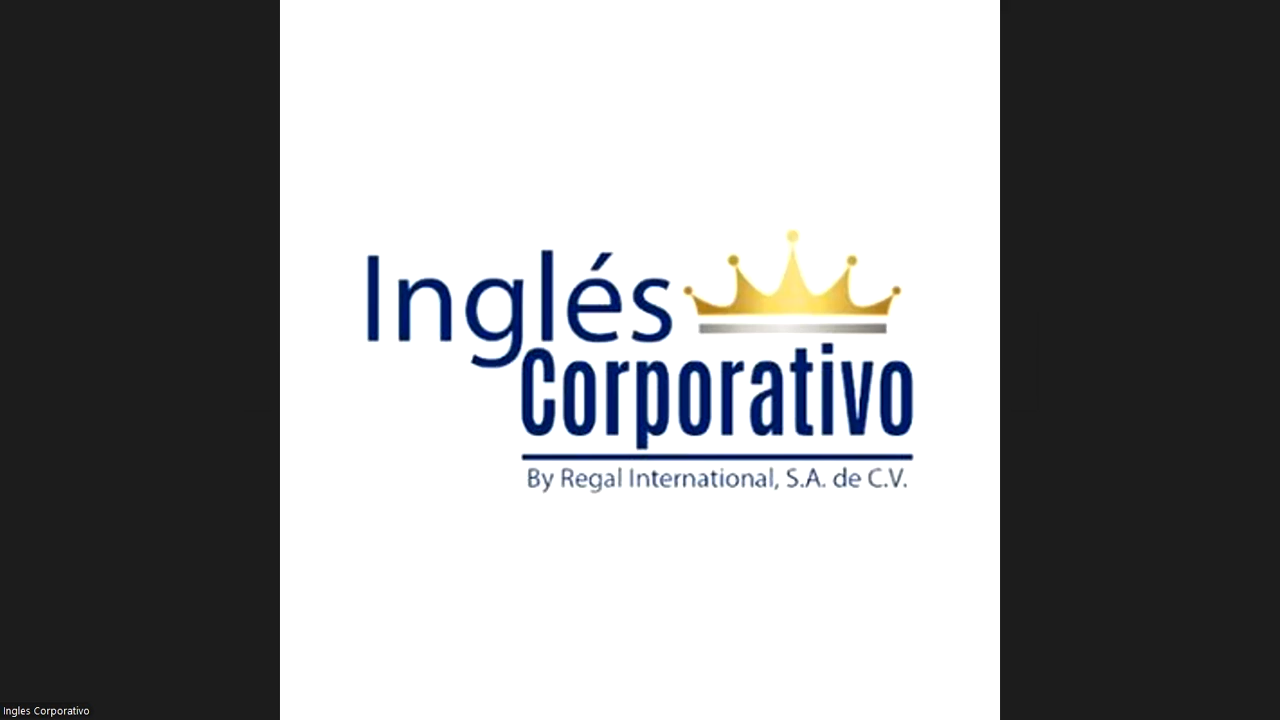 Inglés
Corporativo
By Regal International, S.A. de C.V.
Ingles Corporativo